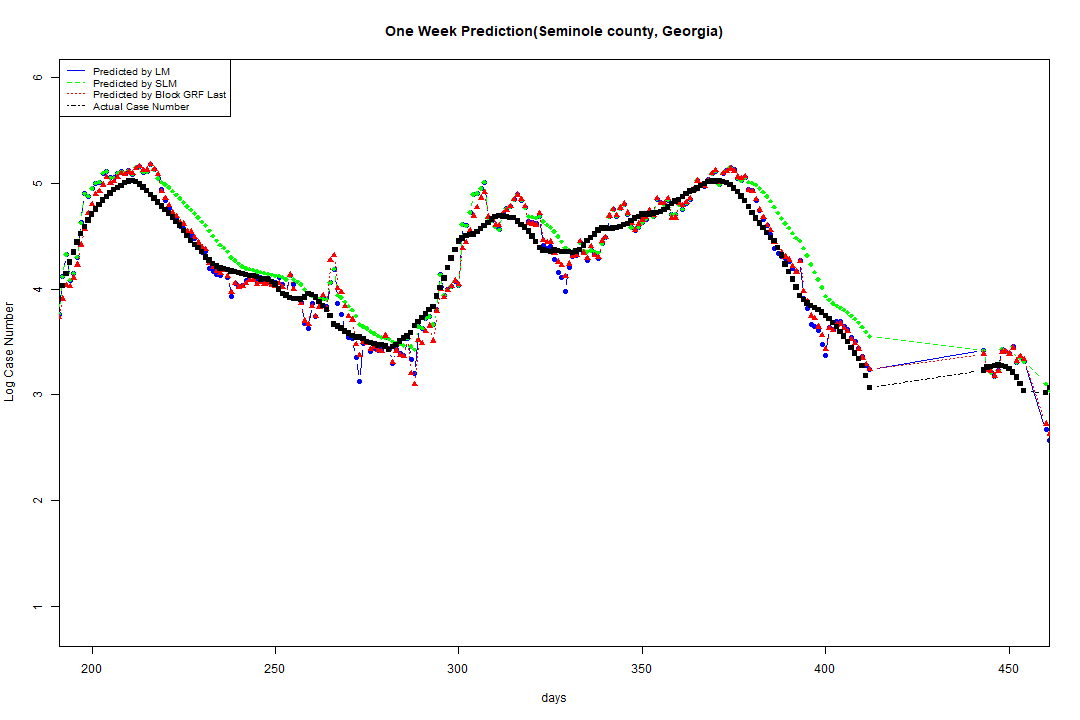 One Week Prediction(Seminole county, Georgia)
Predicted by LM
Predicted by SLM
Predicted by Block GRF Last
Actual Case Number
6
5
4
3
2
1
Log Case Number
200 250 300 350 400 450
days